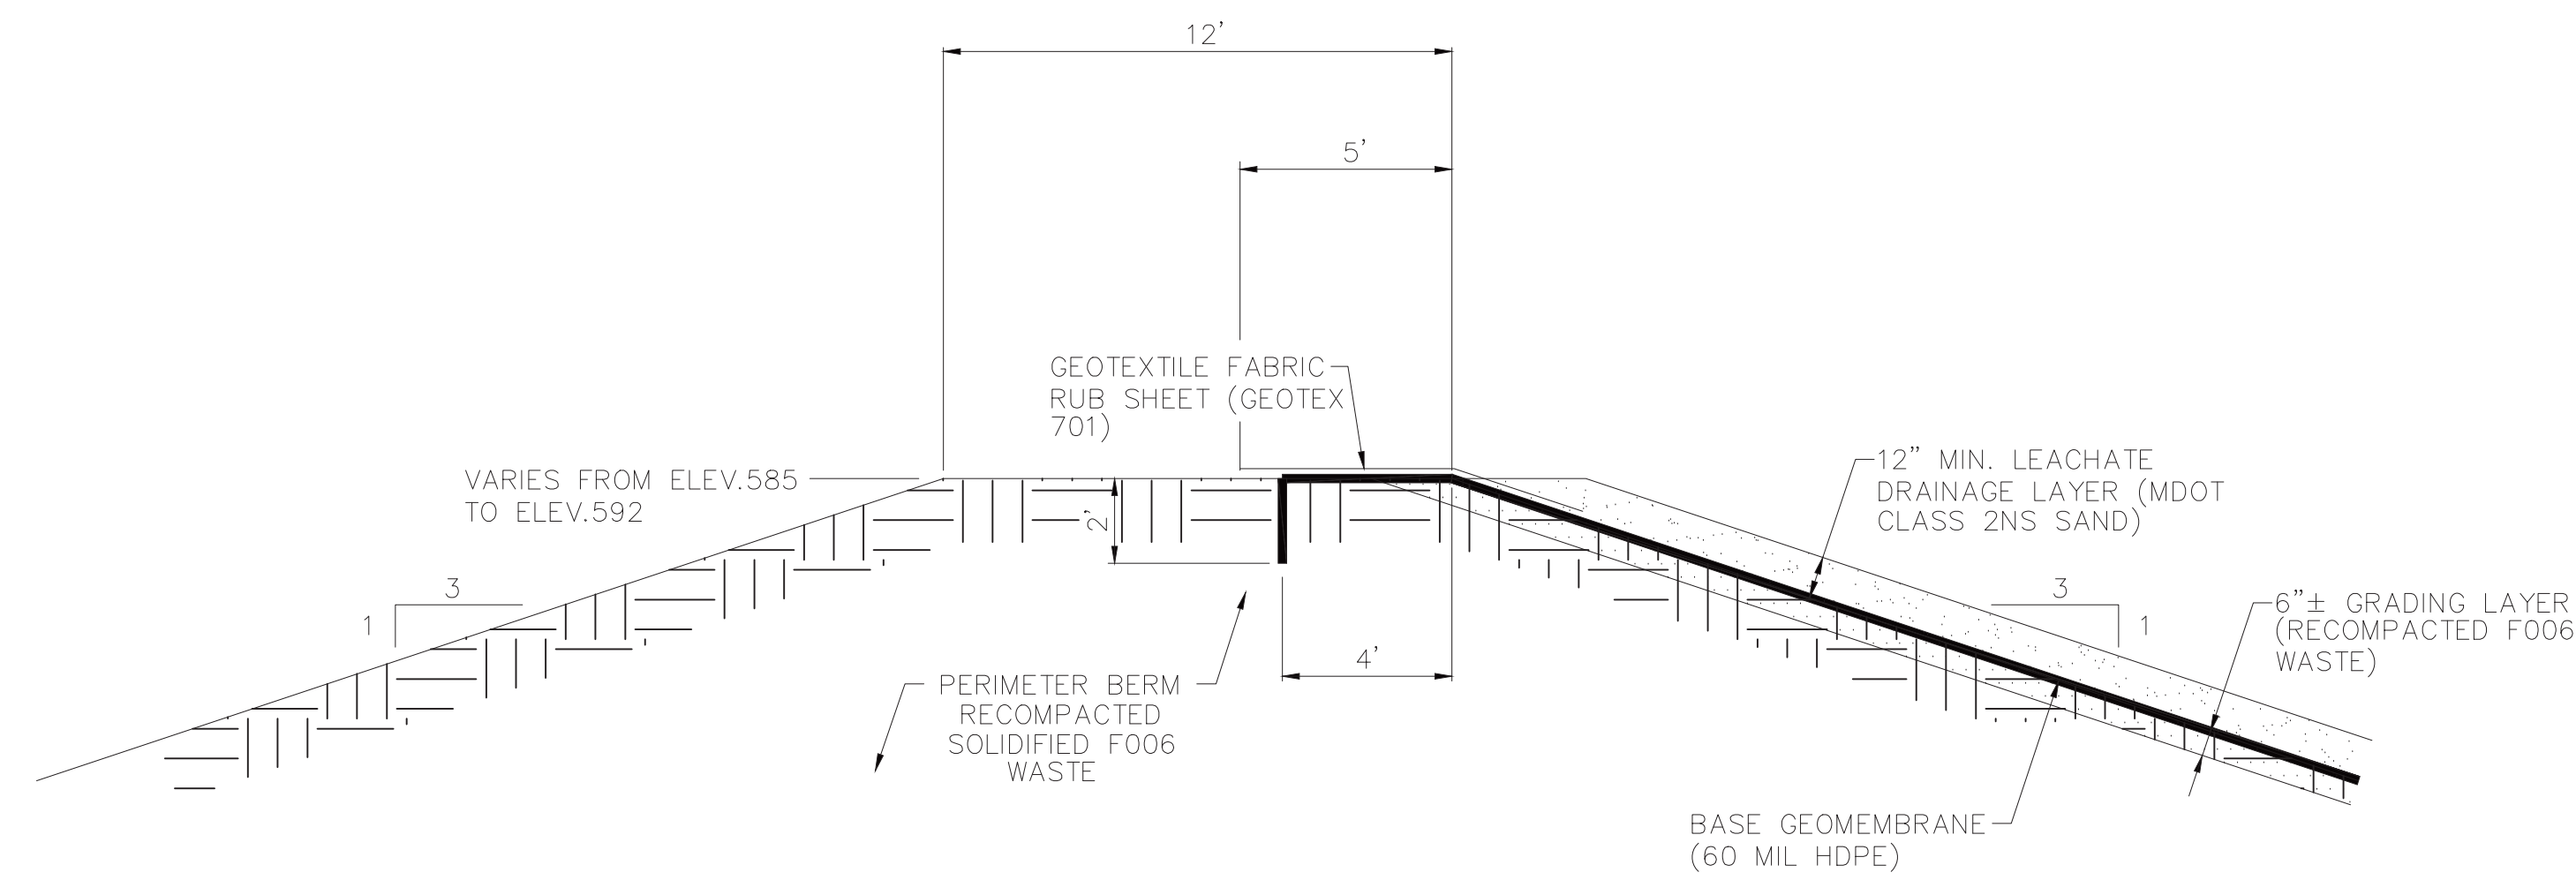 12'
5'
GEOTEXTILE FABRIC
RUB SHEET (GEOTEX
701)
VARIES FROM ELEV.585
TO ELEV.592
2'
12" MIN. LEACHATE
DRAINAGE LAYER (MDOT
CLASS 2NS SAND)
3
1
3
1
6"± GRADING LAYER
(RECOMPACTED F006
WASTE)
4'
PERIMETER BERM
RECOMPACTED
SOLIDIFIED F006
WASTE
BASE GEOMEMBRANE
(60 MIL HDPE)